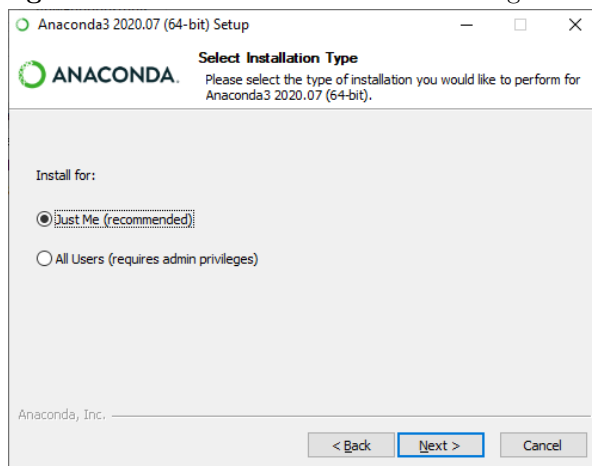 Anaconda3 2020.07 (64-bit) Setup
Select Installation Type
ANACONDA.
Please select the type of installation you would like to perform for
Anaconda3 2020.07 (64-bit).
Install for:
Just Me (recommended)
All Users (requires admin privileges)
Anaconda, Inc.
< Back
Next >
Cancel